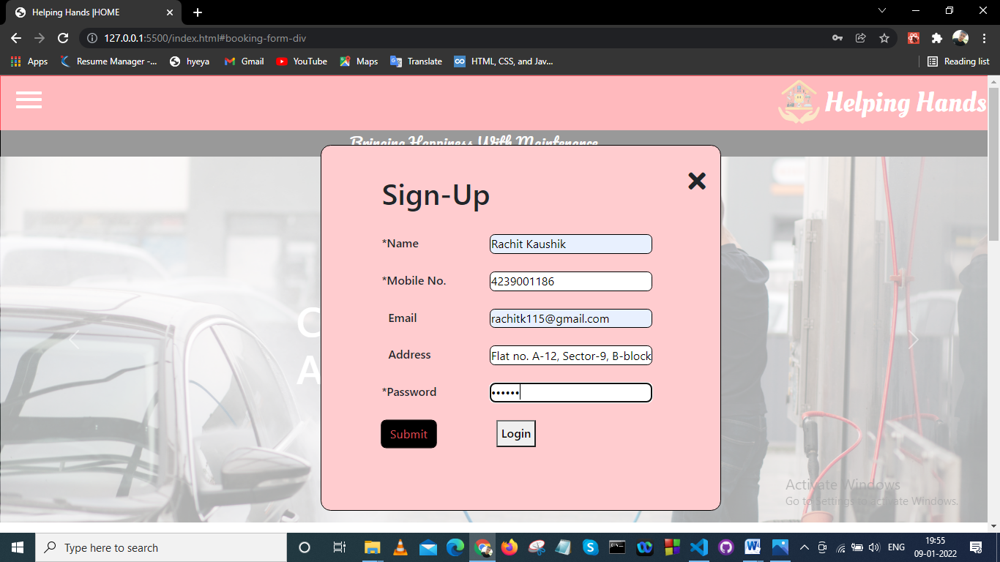 Helping Hands |HOME
127.0.0.1:5500/index.html#booking-form-div
Apps Resume Manager -... hyeya Gmail YouTube Maps Translate HTML, CSS, and Jav... Reading list
Helping Hands
Bringing Happiness With Maintenance
Sign-Up
*Name Rachit Kaushik
*Mobile No. 4239001186
Email rachitk115@gmail.com
Address Flat no. A-12, Sector-9, B-block
*Password ••••••
Submit Login
C
A
Activate Windows
Go to Settings to activate Windows.
Type here to search
ENG
19:55
09-01-2022